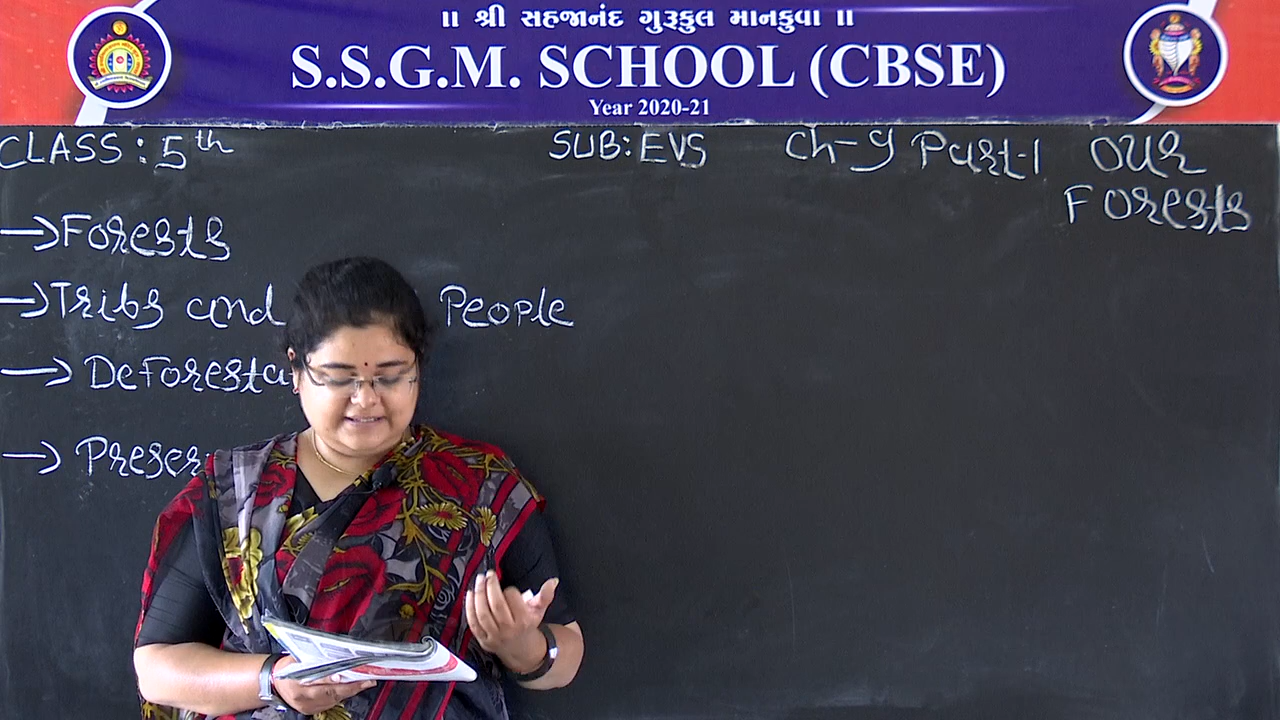 ॥ શ્રી સહજાનંદ ગુરૂકુલ માનકુવા ॥
S.S.G.M. SCHOOL (CBSE)
Year 2020-21
CLASS : 5th SUB: EVS Ch-9 Part-1 OUR
Forests
→Forests
→Tribs and People
→ DeForesta
→ Preser